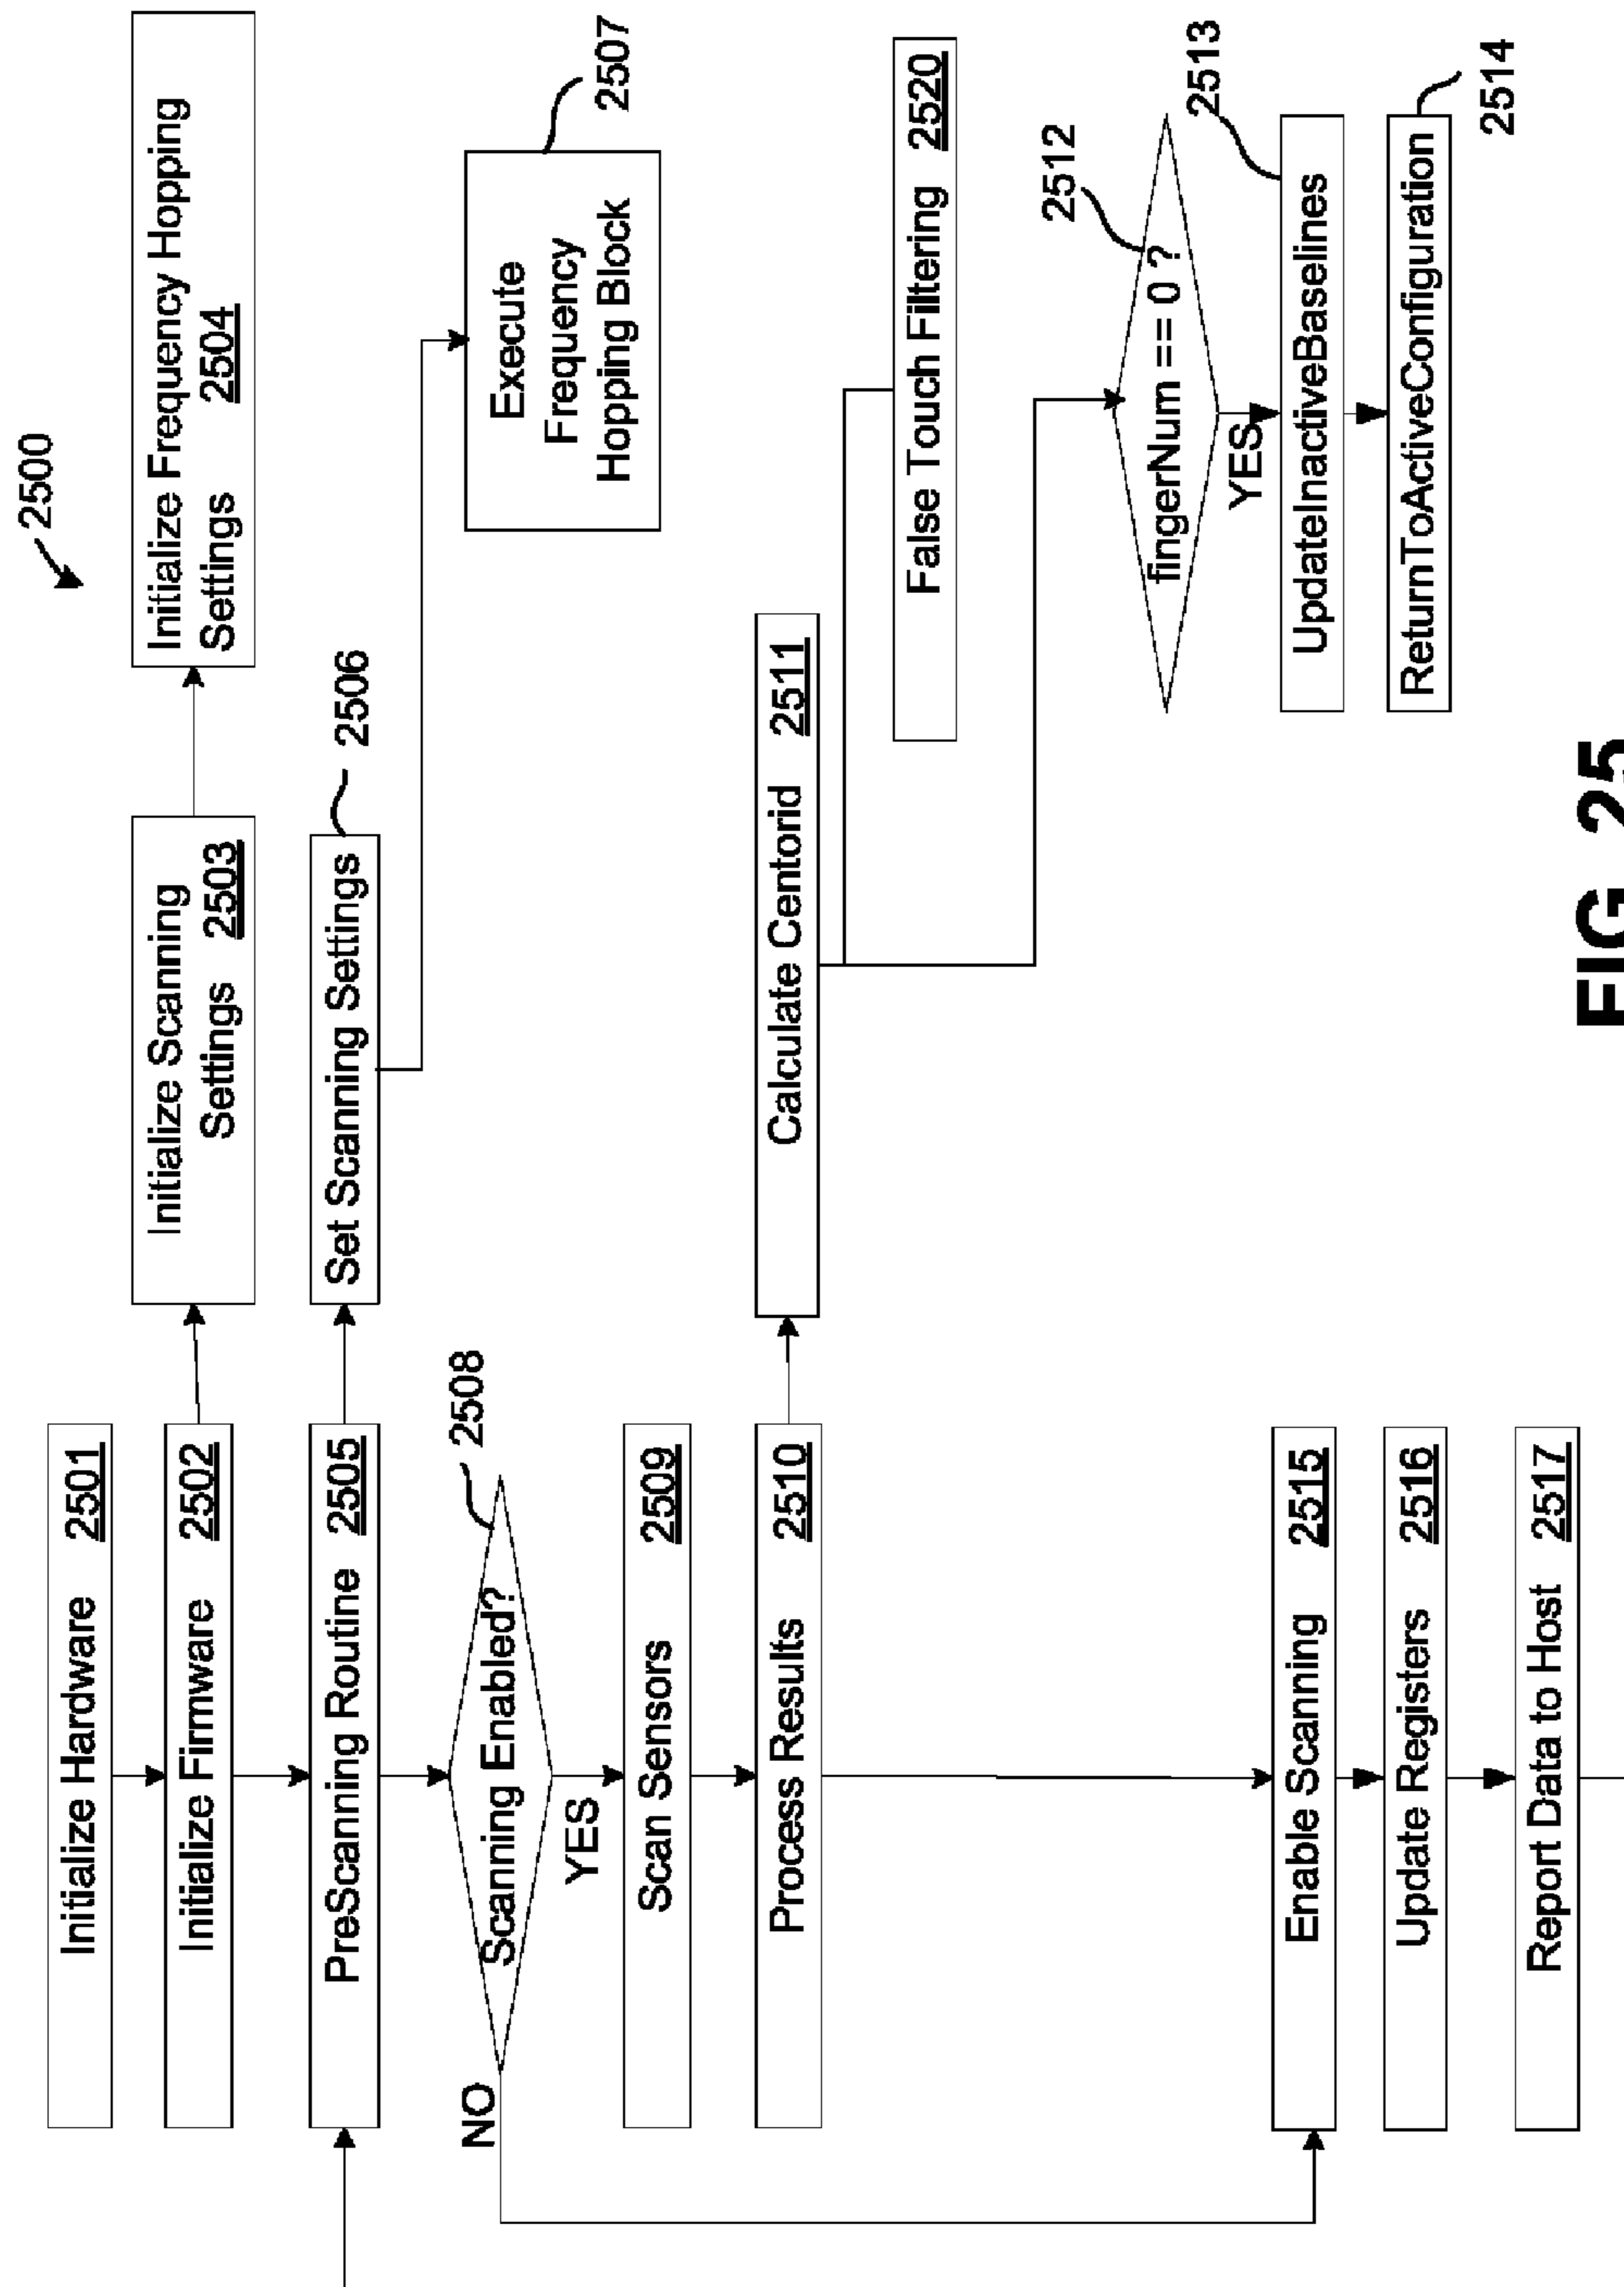 2500
Initialize Hardware 2501
Initialize Firmware 2502
Initialize Scanning
Settings 2503
Initialize Frequency Hopping
Settings 2504
PreScanning Routine 2505
Set Scanning Settings
2506
Execute
Frequency
Hopping Block
2507
Scanning Enabled?
2508
NO
YES
Scan Sensors 2509
Process Results 2510
Calculate Centorid 2511
False Touch Filtering 2520
fingerNum == 0 ?
2512
YES
UpdateInactiveBaselines
2513
ReturnToActiveConfiguration
2514
Enable Scanning 2515
Update Registers 2516
Report Data to Host 2517
FIG 25